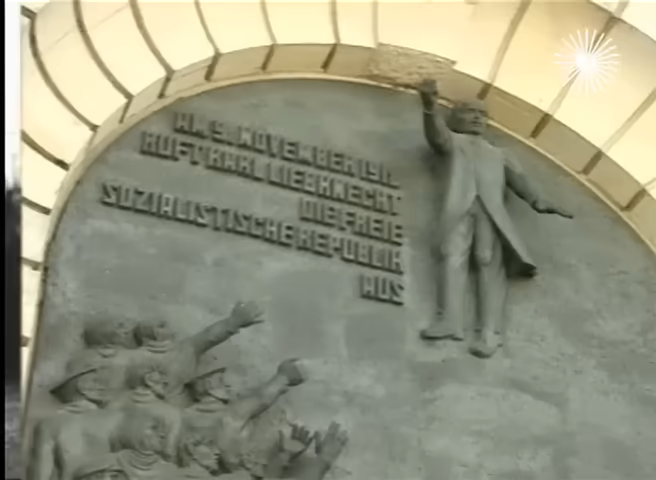 AM 9. NOVEMBER 1918
RUFT KARL LIEBKNECHT
DIE FREIE
SOZIALISTISCHE REPUBLIK
AUS